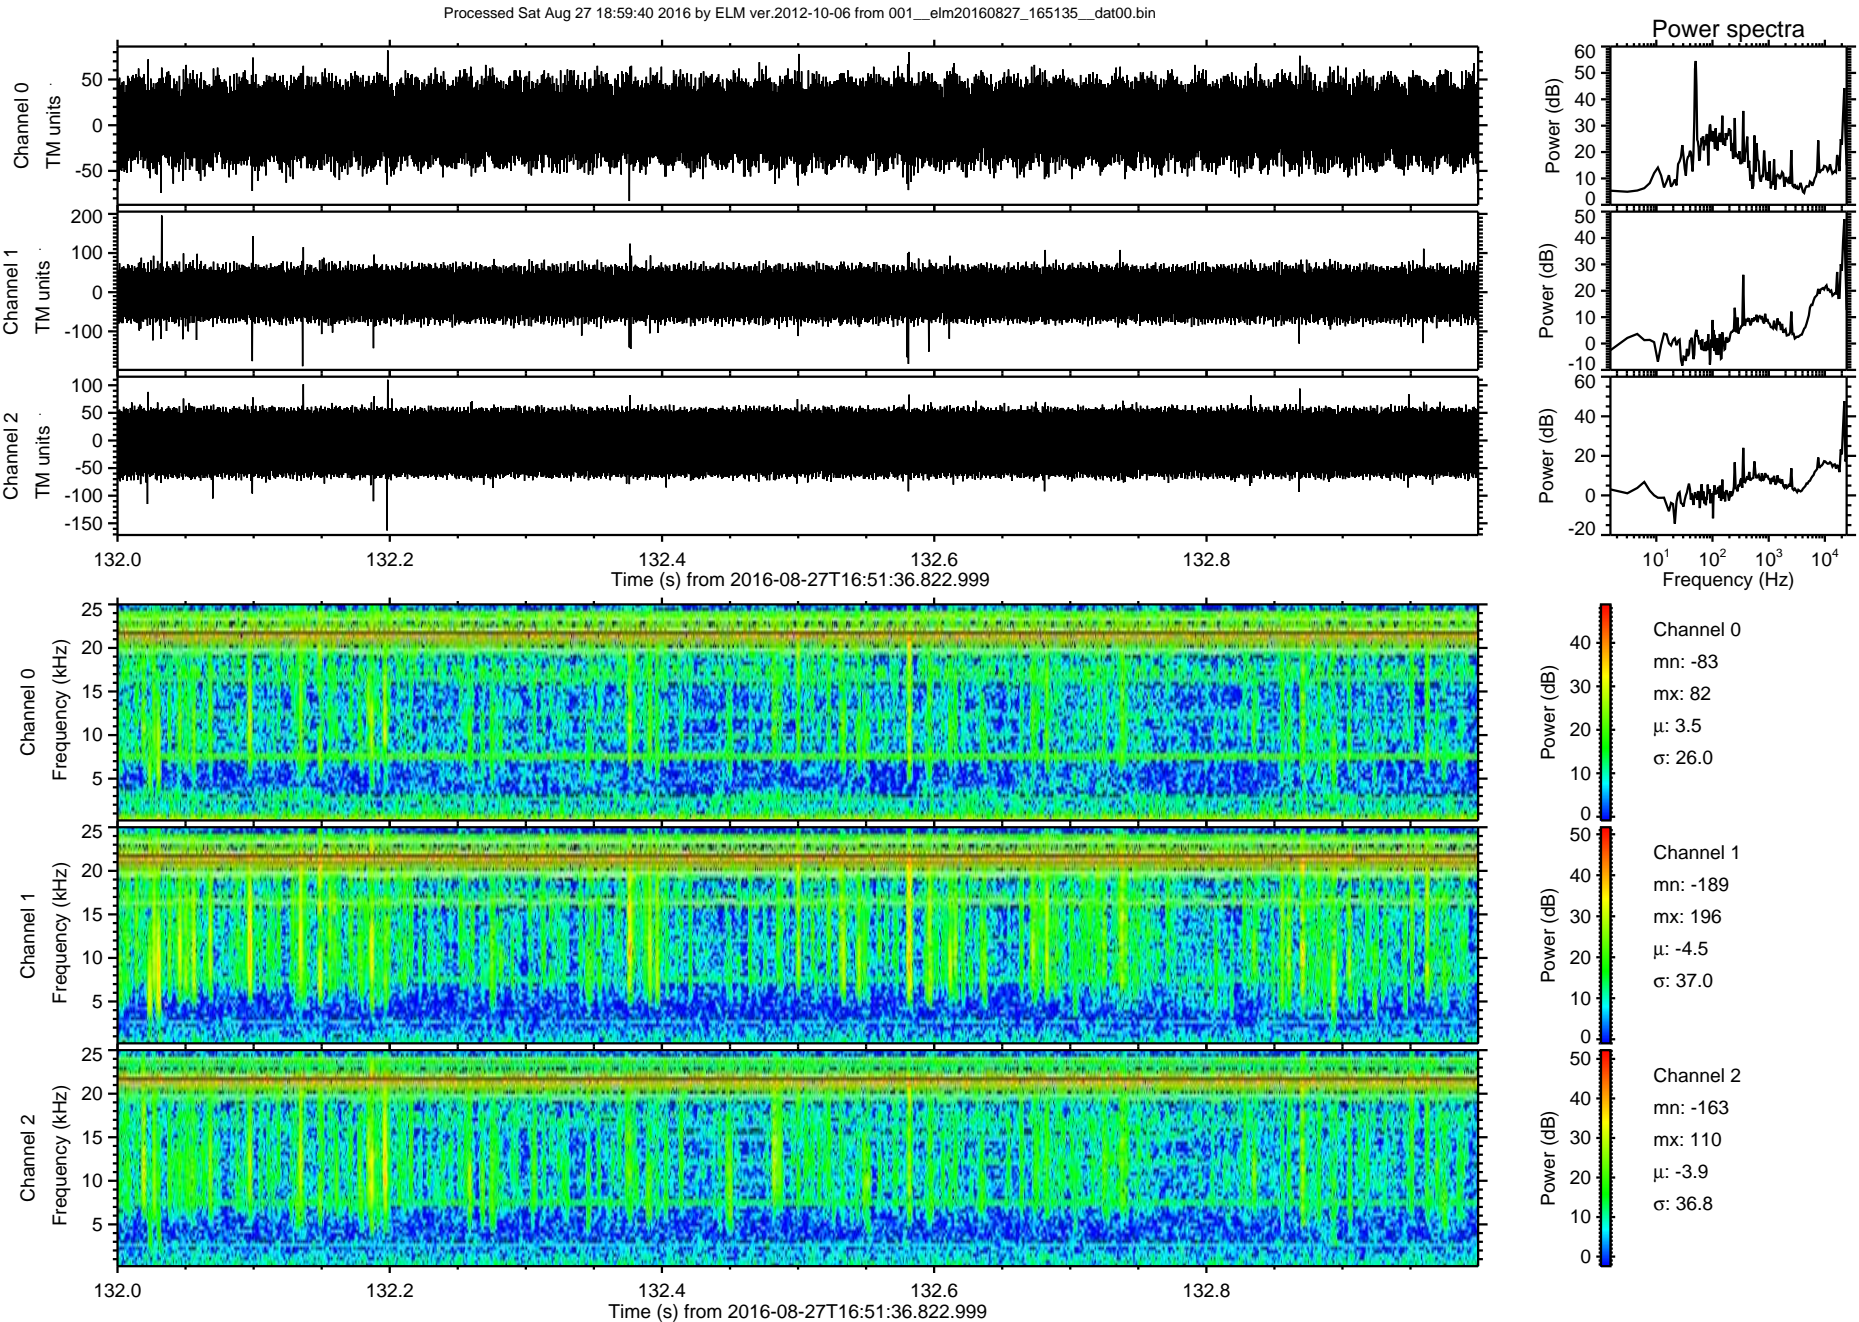 Processed Sat Aug 27 18:59:40 2016 by ELM ver.2012-10-06 from 001__elm20160827_165135__dat00.bin
Power spectra
Channel 0
TM units
50
0
-50
Power (dB)
60
50
40
30
20
10
0
Channel 1
TM units
200
100
0
-100
Power (dB)
50
40
30
20
10
0
-10
Channel 2
TM units
100
50
0
-50
-100
-150
Power (dB)
60
40
20
0
-20
132.0 132.2 132.4 132.6 132.8
Time (s) from 2016-08-27T16:51:36.822.999
10¹ 10² 10³ 10⁴
Frequency (Hz)
Channel 0
Frequency (kHz)
25
20
15
10
5
Power (dB)
40
30
20
10
0
Channel 0
mn: -83
mx: 82
μ: 3.5
σ: 26.0
Channel 1
Frequency (kHz)
25
20
15
10
5
Power (dB)
50
40
30
20
10
0
Channel 1
mn: -189
mx: 196
μ: -4.5
σ: 37.0
Channel 2
Frequency (kHz)
25
20
15
10
5
Power (dB)
50
40
30
20
10
0
Channel 2
mn: -163
mx: 110
μ: -3.9
σ: 36.8
132.0 132.2 132.4 132.6 132.8
Time (s) from 2016-08-27T16:51:36.822.999